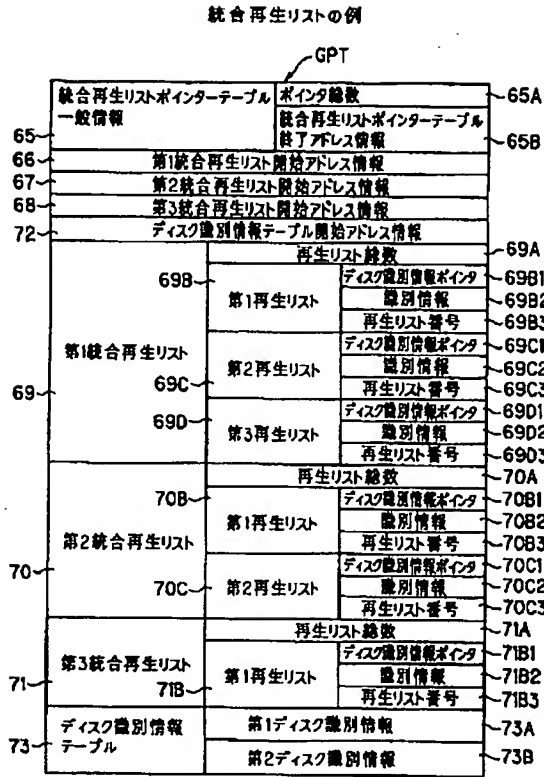 統合再生リストの例
GPT
統合再生リストポインターテーブル
一般情報
65
ポインタ総数
65A
統合再生リストポインターテーブル
終了アドレス情報
65B
66
第1統合再生リスト開始アドレス情報
67
第2統合再生リスト開始アドレス情報
68
第3統合再生リスト開始アドレス情報
72
ディスク識別情報テーブル開始アドレス情報
再生リスト総数
69A
69B
第1再生リスト
ディスク識別情報ポインタ
69B1
識別情報
69B2
再生リスト番号
69B3
第1統合再生リスト
69
第2再生リスト
69C
ディスク識別情報ポインタ
69C1
識別情報
69C2
再生リスト番号
69C3
69D
第3再生リスト
ディスク識別情報ポインタ
69D1
識別情報
69D2
再生リスト番号
69D3
再生リスト総数
70A
70B
第1再生リスト
ディスク識別情報ポインタ
70B1
識別情報
70B2
再生リスト番号
70B3
第2統合再生リスト
70
70C
第2再生リスト
ディスク識別情報ポインタ
70C1
識別情報
70C2
再生リスト番号
70C3
再生リスト総数
71A
第3統合再生リスト
71
71B
第1再生リスト
ディスク識別情報ポインタ
71B1
識別情報
71B2
再生リスト番号
71B3
ディスク識別情報
テーブル
73
第1ディスク識別情報
73A
第2ディスク識別情報
73B